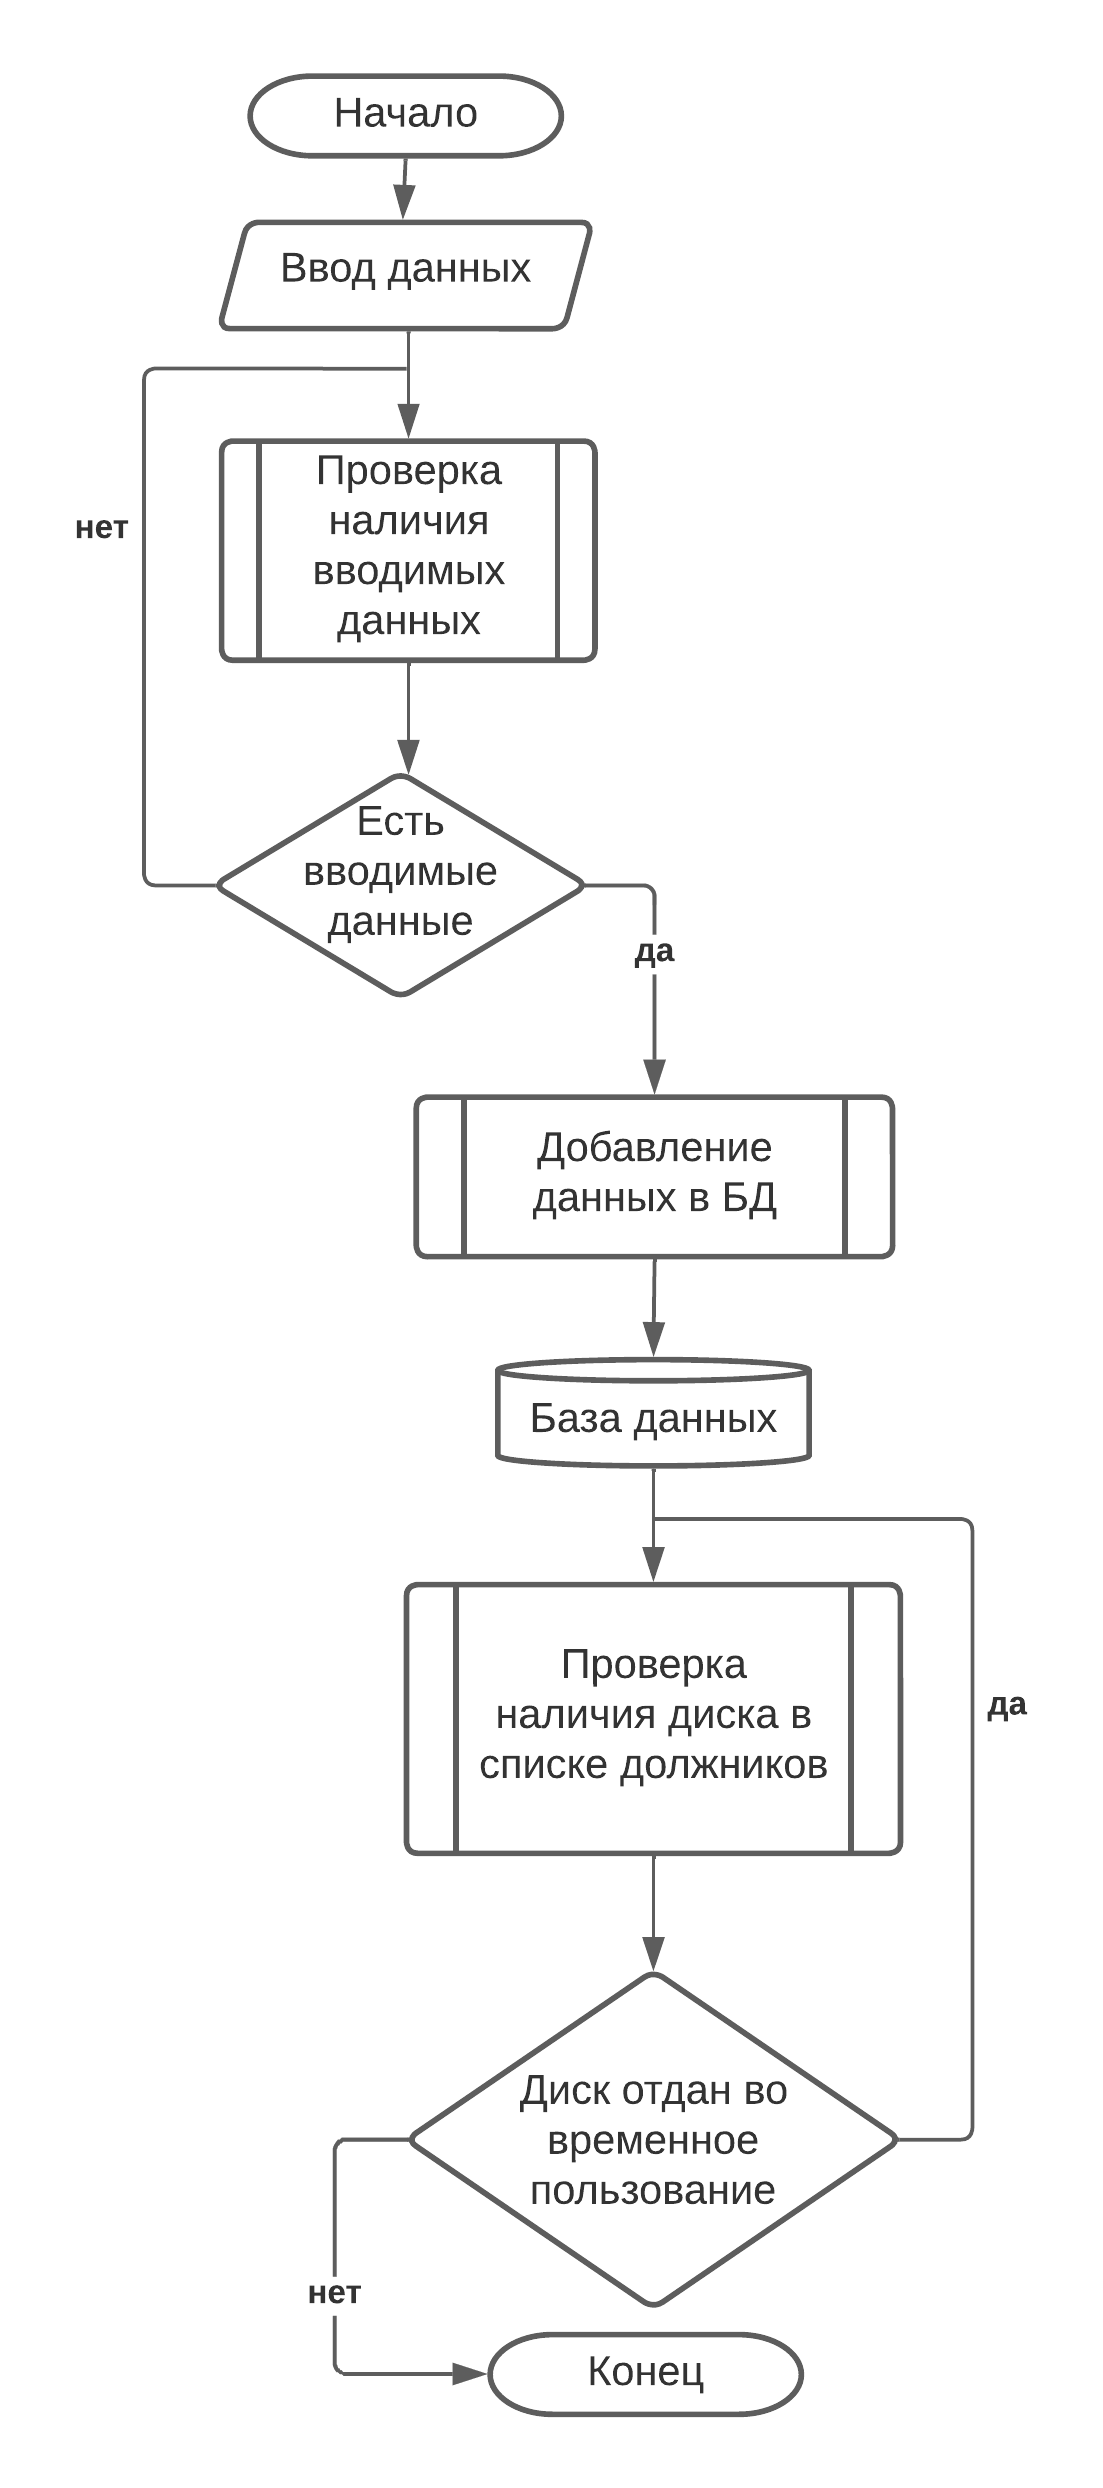 Начало
Ввод данных
нет
Проверка
наличия
вводимых
данных
Есть
вводимые
данные
да
Добавление
данных в БД
База данных
Проверка
наличия диска в
списке должников
да
Диск отдан во
временное
пользование
нет
Конец